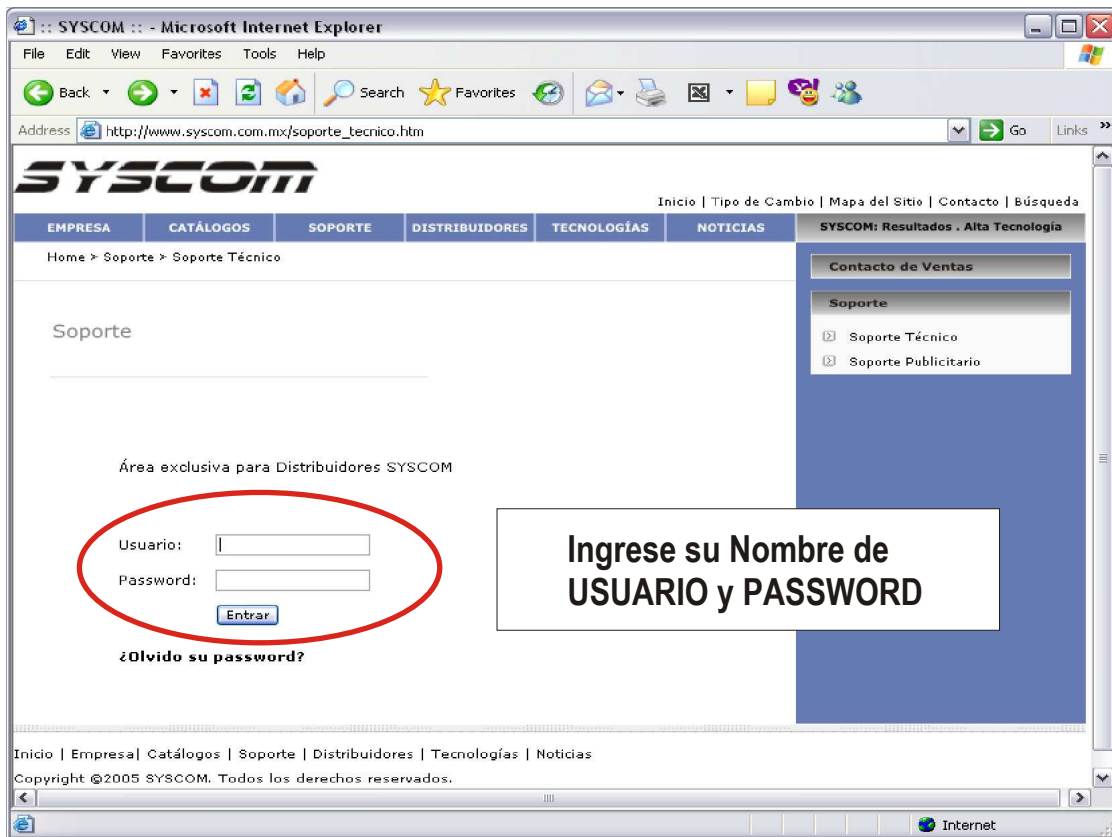 :: SYSCOM :: - Microsoft Internet Explorer
File Edit View Favorites Tools Help
Back Search Favorites
Address http://www.syscom.com.mx/soporte_tecnico.htm Go Links »
SYSCOM
Inicio | Tipo de Cambio | Mapa del Sitio | Contacto | Búsqueda
EMPRESA CATÁLOGOS SOPORTE DISTRIBUIDORES TECNOLOGÍAS NOTICIAS SYSCOM: Resultados . Alta Tecnología
Home > Soporte > Soporte Técnico
Contacto de Ventas
Soporte
Soporte Técnico
Soporte Publicitario
Soporte
Área exclusiva para Distribuidores SYSCOM
Usuario:
Password:
Entrar
¿Olvido su password?
Ingrese su Nombre de
USUARIO y PASSWORD
Inicio | Empresa| Catálogos | Soporte | Distribuidores | Tecnologías | Noticias
Copyright ©2005 SYSCOM. Todos los derechos reservados.
Internet